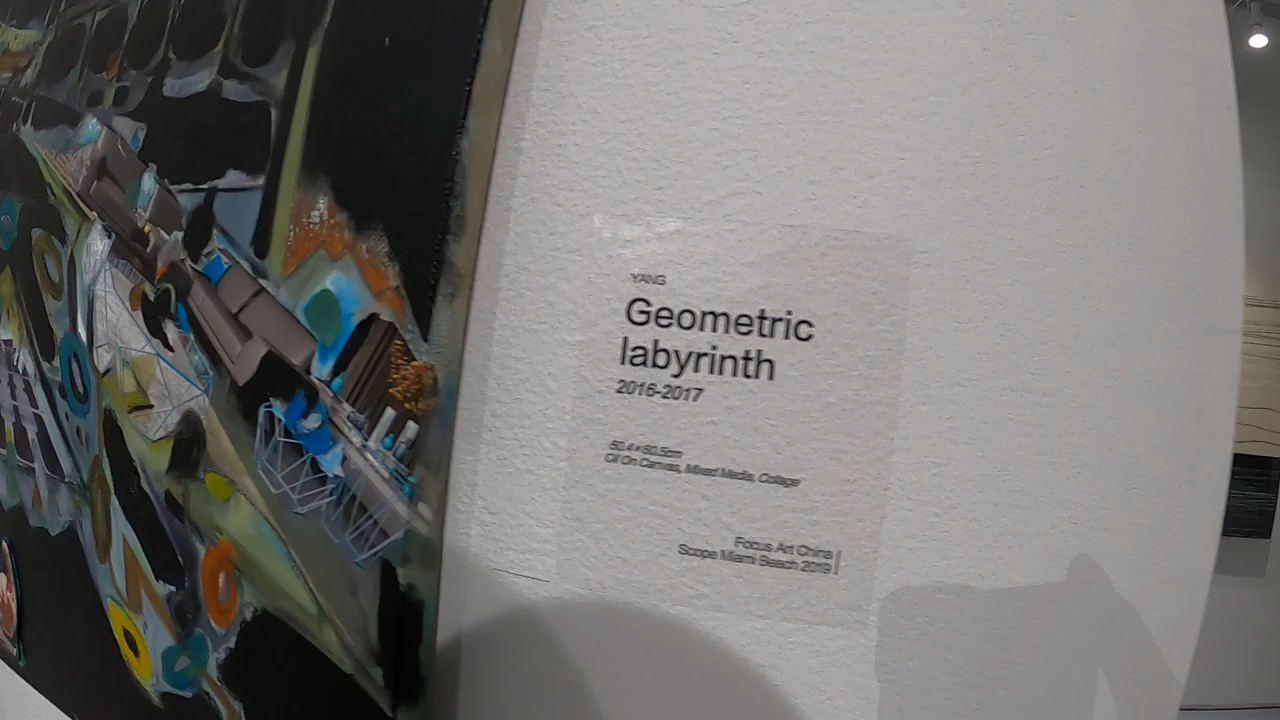 YANG
Geometric
labyrinth
2016-2017
50.4×60.5cm
Oil On Canvas, Mixed Media, Collage
Focus Art China
Scope Miami Beach 2019